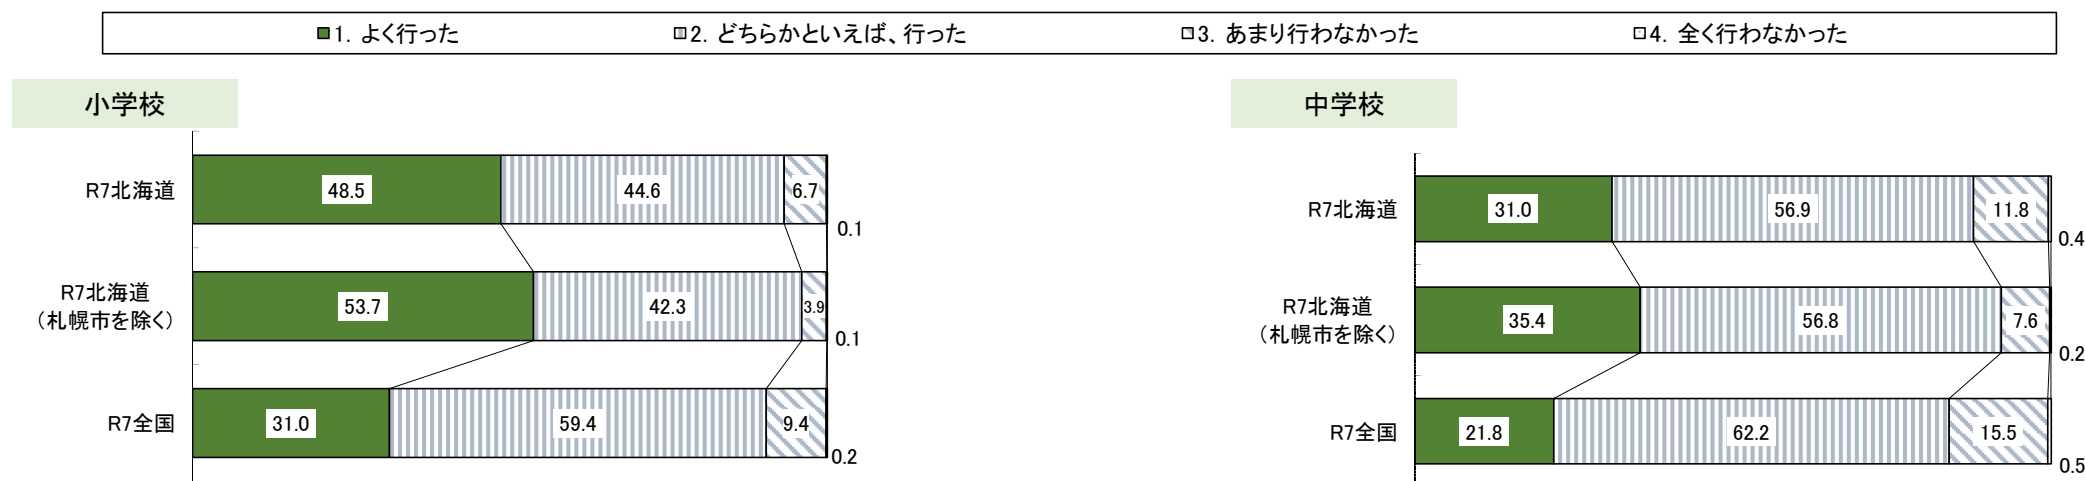 1. よく行った
2. どちらかといえば、行った
3. あまり行わなかった
4. 全く行わなかった
小学校
R7北海道
48.5
44.6
6.7
0.1
R7北海道
（札幌市を除く）
53.7
42.3
3.9
0.1
R7全国
31.0
59.4
9.4
0.2
中学校
R7北海道
31.0
56.9
11.8
0.4
R7北海道
（札幌市を除く）
35.4
56.8
7.6
0.2
R7全国
21.8
62.2
15.5
0.5